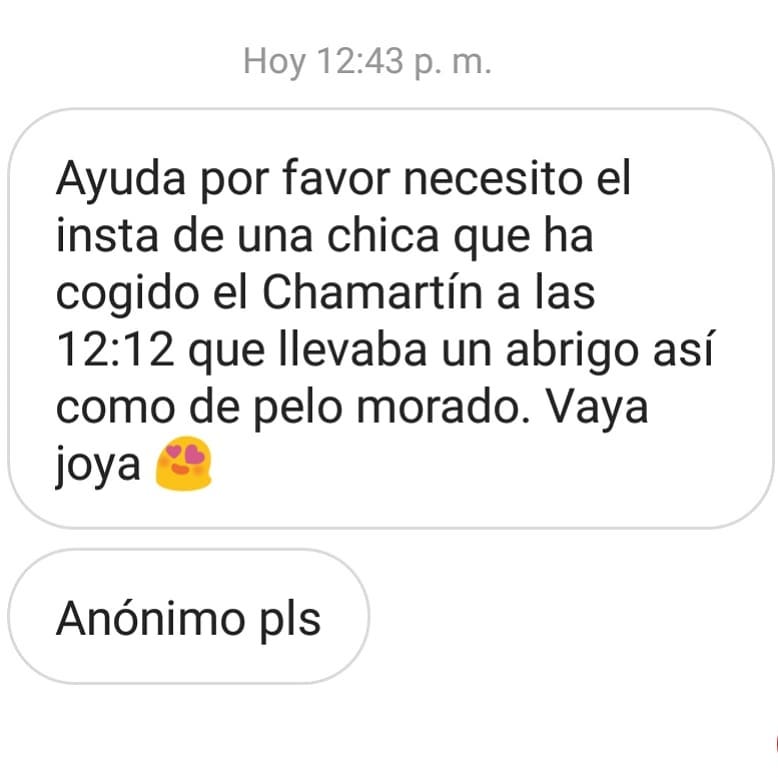 Hoy 12:43 p. m.
Ayuda por favor necesito el
insta de una chica que ha
cogido el Chamartín a las
12:12 que llevaba un abrigo así
como de pelo morado. Vaya
joya 😍
Anónimo pls